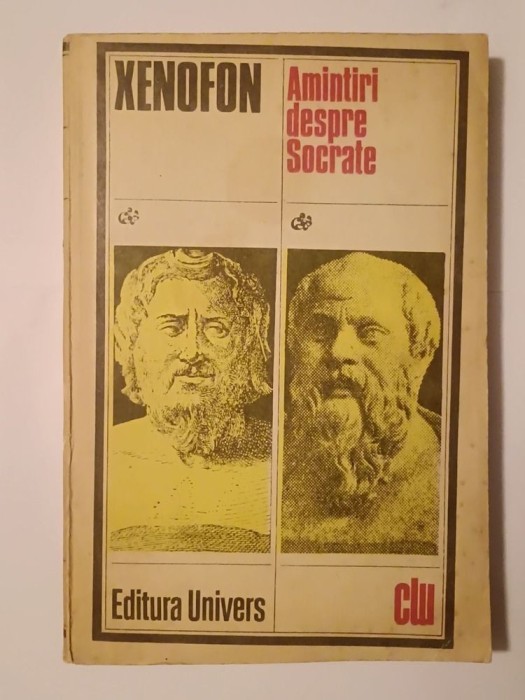 XENOFON
Amintiri
despre
Socrate
Editura Univers
clu